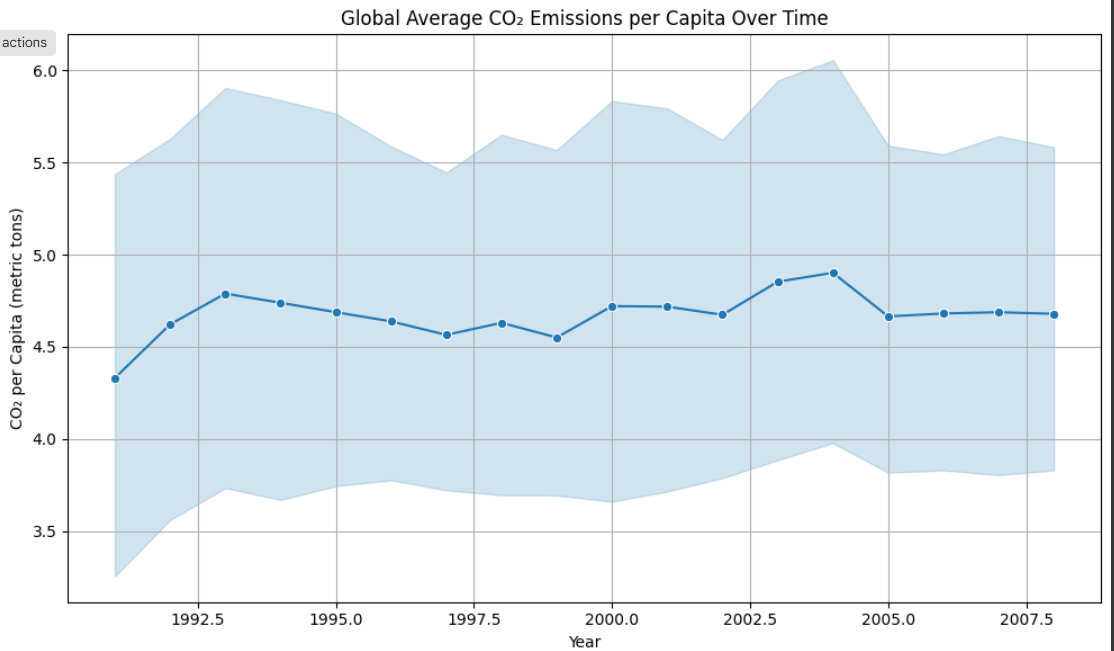 Global Average CO₂ Emissions per Capita Over Time
actions
6.0
5.5
5.0
4.5
4.0
3.5
CO₂ per Capita (metric tons)
1992.5 1995.0 1997.5 2000.0 2002.5 2005.0 2007.5
Year